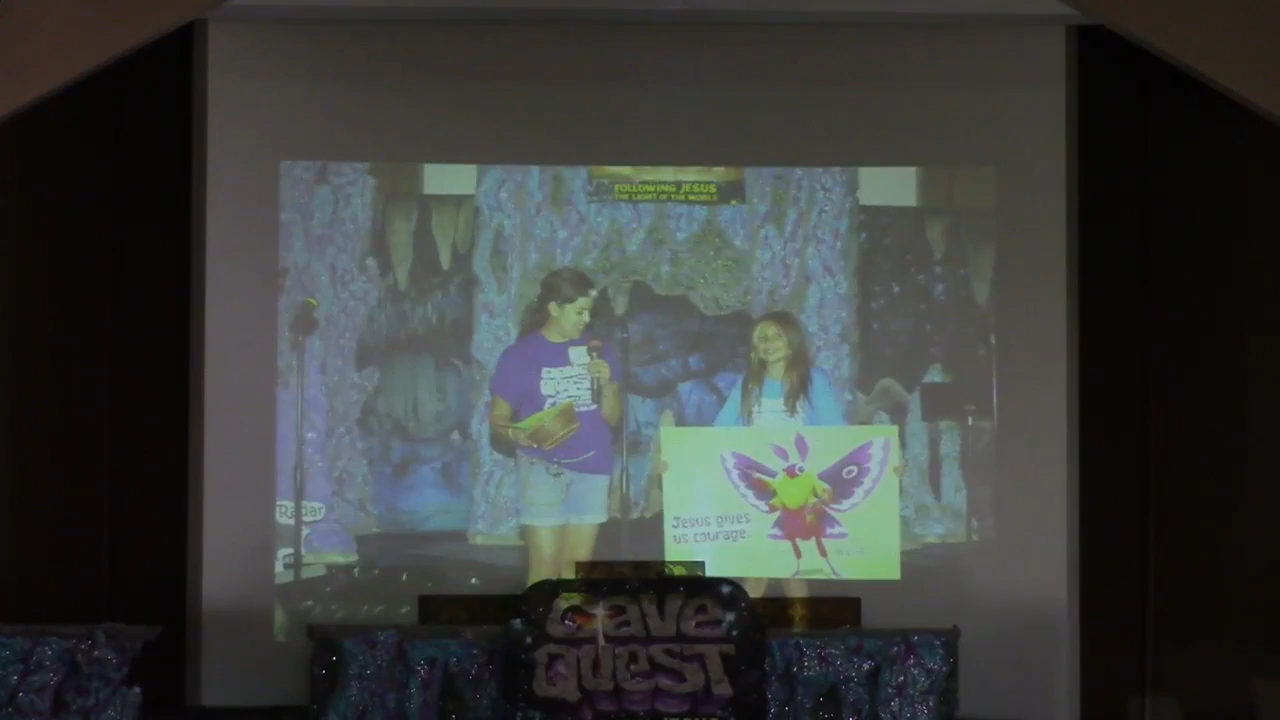 FOLLOWING JESUS
THE LIGHT OF THE WORLD
Radar
Jesus gives
us courage.
Cave
QUEST